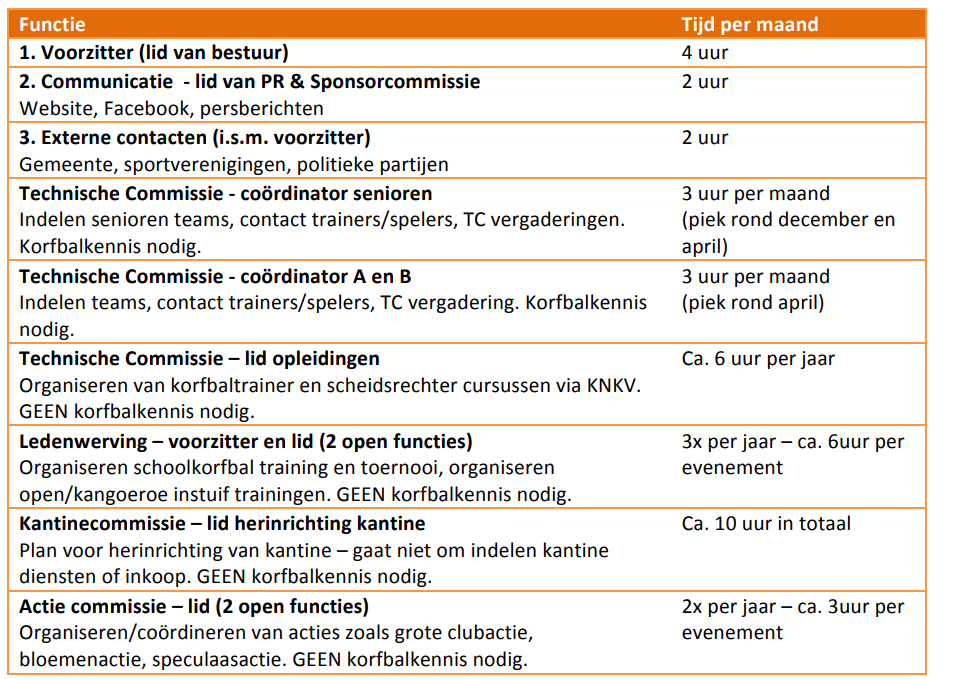 Functie Tijd per maand
1. Voorzitter (lid van bestuur) 4 uur
2. Communicatie  - lid van PR & Sponsorcommissie 2 uur
Website, Facebook, persberichten
3. Externe contacten (i.s.m. voorzitter) 2 uur
Gemeente, sportverenigingen, politieke partijen
Technische Commissie - coördinator senioren 3 uur per maand
Indelen senioren teams, contact trainers/spelers, TC vergaderingen. (piek rond december en
Korfbalkennis nodig. april)
Technische Commissie - coördinator A en B 3 uur per maand
Indelen teams, contact trainers/spelers, TC vergadering. Korfbalkennis (piek rond april)
nodig.
Technische Commissie – lid opleidingen Ca. 6 uur per jaar
Organiseren van korfbaltrainer en scheidsrechter cursussen via KNKV.
GEEN korfbalkennis nodig.
Ledenwerving – voorzitter en lid (2 open functies) 3x per jaar – ca. 6uur per
Organiseren schoolkorfbal training en toernooi, organiseren evenement
open/kangoeroe instuif trainingen. GEEN korfbalkennis nodig.
Kantinecommissie – lid herinrichting kantine Ca. 10 uur in totaal
Plan voor herinrichting van kantine – gaat niet om indelen kantine
diensten of inkoop. GEEN korfbalkennis nodig.
Actie commissie – lid (2 open functies) 2x per jaar – ca. 3uur per
Organiseren/coördineren van acties zoals grote clubactie, evenement
bloemenactie, speculaasactie. GEEN korfbalkennis nodig.